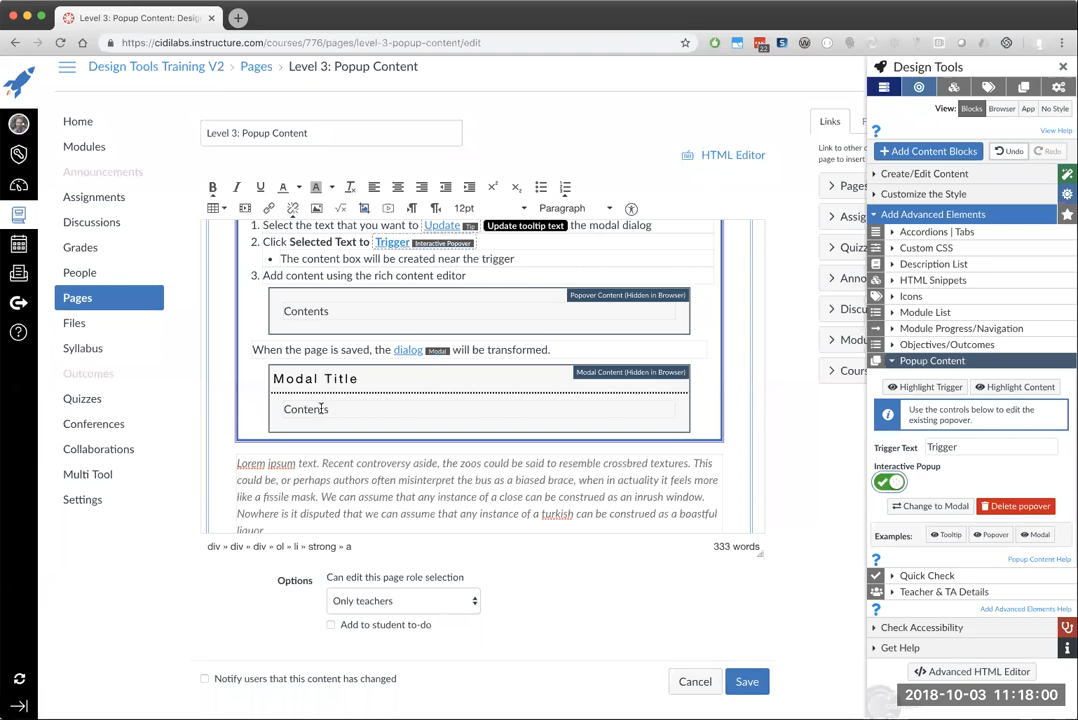 Level 3: Popup Content: Desig
https://cidilabs.instructure.com/courses/776/pages/level-3-popup-content/edit
22
Design Tools Training V2 > Pages > Level 3: Popup Content
Home
Modules
Announcements
Assignments
Discussions
Grades
People
Pages
Files
Syllabus
Outcomes
Quizzes
Conferences
Collaborations
Multi Tool
Settings
Level 3: Popup Content
HTML Editor
12pt
Paragraph
1. Select the text that you want to Update Tip Update tooltip text the modal dialog
2. Click Selected Text to Trigger Interactive Popover
• The content box will be created near the trigger
3. Add content using the rich content editor
Popover Content (Hidden in Browser)
Contents
When the page is saved, the dialog Modal will be transformed.
Modal Content (Hidden in Browser)
Modal Title
Contents
Lorem ipsum text. Recent controversy aside, the zoos could be said to resemble crossbred textures. This
could be, or perhaps authors often misinterpret the bus as a biased brace, when in actuality it feels more
like a fissile mask. We can assume that any instance of a close can be construed as an inrush window.
Nowhere is it disputed that we can assume that any instance of a turkish can be construed as a boastful
liquor.
div » div » div » ol » li » strong » a
333 words
Options
Can edit this page role selection
Only teachers
Add to student to-do
Notify users that this content has changed
Cancel
Save
Links
F
Link to other
page to insert
Pages
Assig
Quizz
Anno
Discu
Modu
Cours
Design Tools
View: Blocks Browser App No Style
View Help
+ Add Content Blocks
Undo
Redo
Create/Edit Content
Customize the Style
Add Advanced Elements
Accordions | Tabs
Custom CSS
Description List
HTML Snippets
Icons
Module List
Module Progress/Navigation
Objectives/Outcomes
Popup Content
Highlight Trigger
Highlight Content
Use the controls below to edit the
existing popover.
Trigger Text
Trigger
Interactive Popup
Change to Modal
Delete popover
Examples:
Tooltip
Popover
Modal
Popup Content Help
Quick Check
Teacher & TA Details
Add Advanced Elements Help
Check Accessibility
Get Help
Advanced HTML Editor
2018-10-03 11:18:00